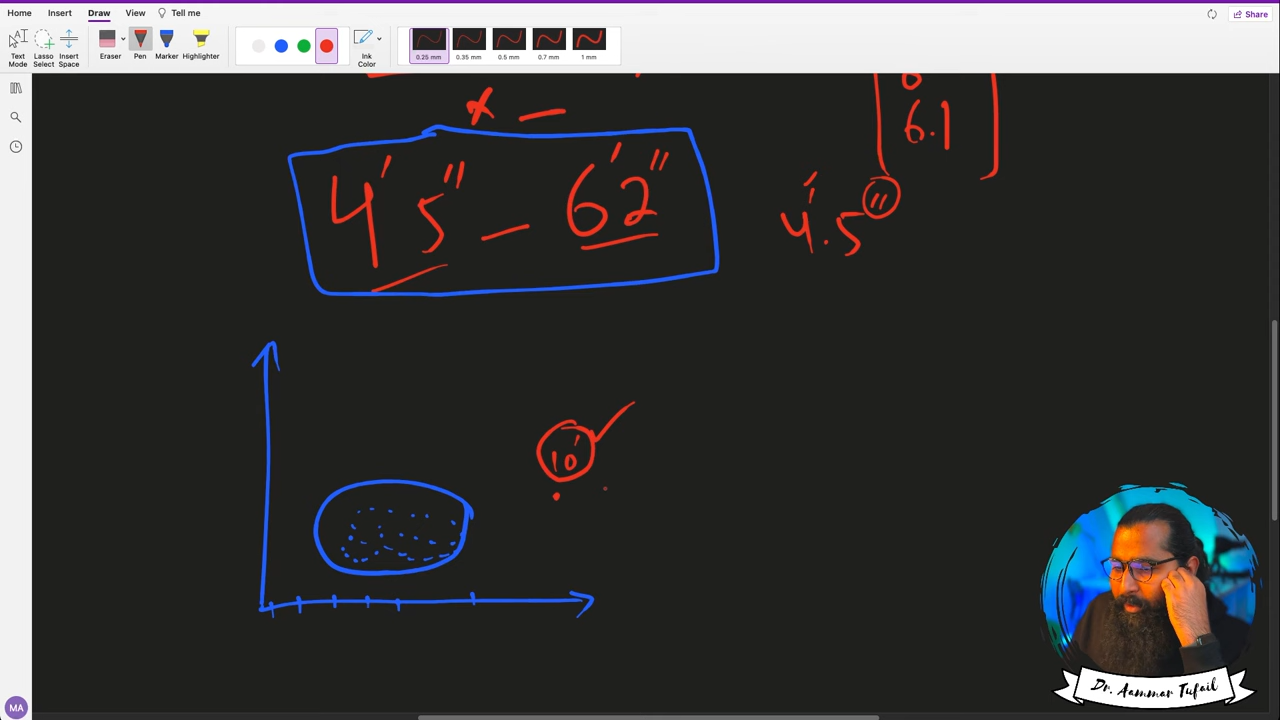 Home Insert Draw View Tell me
Share
Text Mode
Lasso Select
Insert Space
Eraser
Pen
Marker
Highlighter
Ink Color
0.25 mm
0.35 mm
0.5 mm
0.7 mm
1 mm
6.1
4' 5" – 6' 2"
4'.5"
10'
MA
Dr. Aammar Tufail